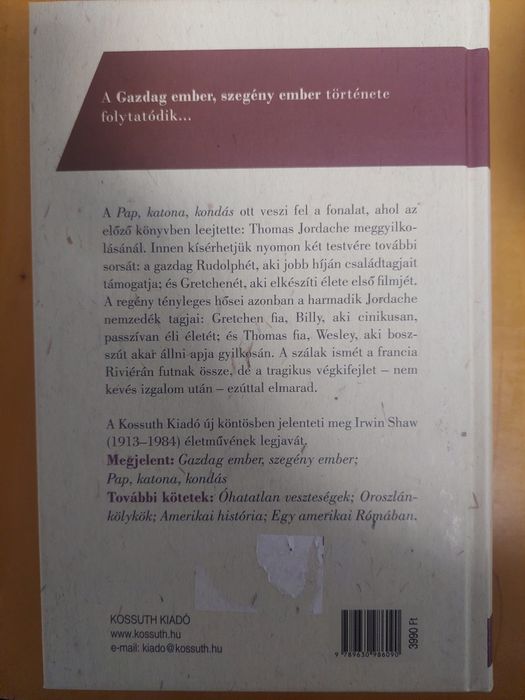 A Gazdag ember, szegény ember története
folytatódik...
A Pap, katona, kondás ott veszi fel a fonalat, ahol az
előző könyvben leejtette: Thomas Jordache meggyilko-
lásánál. Innen kísérhetjük nyomon két testvére további
sorsát: a gazdag Rudolphét, aki jobb híján családtagjait
támogatja; és Gretchenét, aki elkészíti élete első filmjét.
A regény tényleges hősei azonban a harmadik Jordache
nemzedék tagjai: Gretchen fia, Billy, aki cinikusan,
passzívan éli életét; és Thomas fia, Wesley, aki bosz-
szút akar állni apja gyilkosán. A szálak ismét a francia
Riviérán futnak össze, de a tragikus végkifejlet – nem
kevés izgalom után – ezúttal elmarad.
A Kossuth Kiadó új köntösben jelenteti meg Irwin Shaw
(1913–1984) életművének legjavát.
Megjelent: Gazdag ember, szegény ember;
Pap, katona, kondás
További kötetek: Óhatatlan veszteségek; Oroszlán-
kölykök; Amerikai história; Egy amerikai Rómában.
KOSSUTH KIADÓ
www.kossuth.hu
e-mail: kiado@kossuth.hu
9 789630 986090
3990 Ft